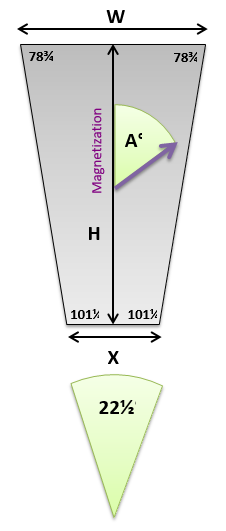 W
78¾ 78¾
Magnetization
A°
H
101¼ 101¼
X
22½°